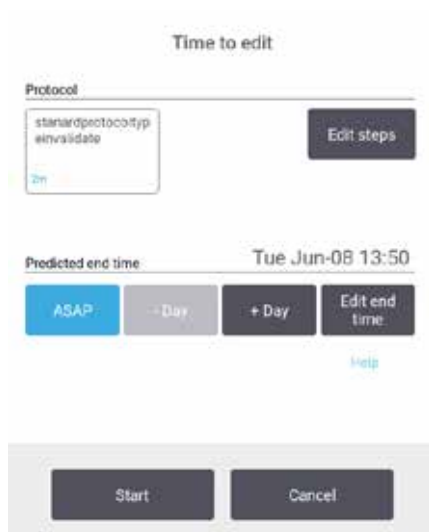 Time to edit
Protocol
stanardprotocoltyp
einvalidate
Edit steps
2m
Predicted end time
Tue Jun-08 13:50
ASAP
- Day
+ Day
Edit end
time
Help
Start
Cancel